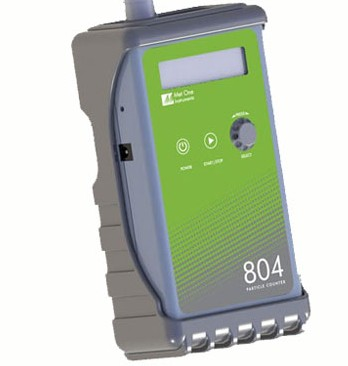 Met One
Instruments
POWER
START/STOP
SELECT
804
PARTICLE COUNTER